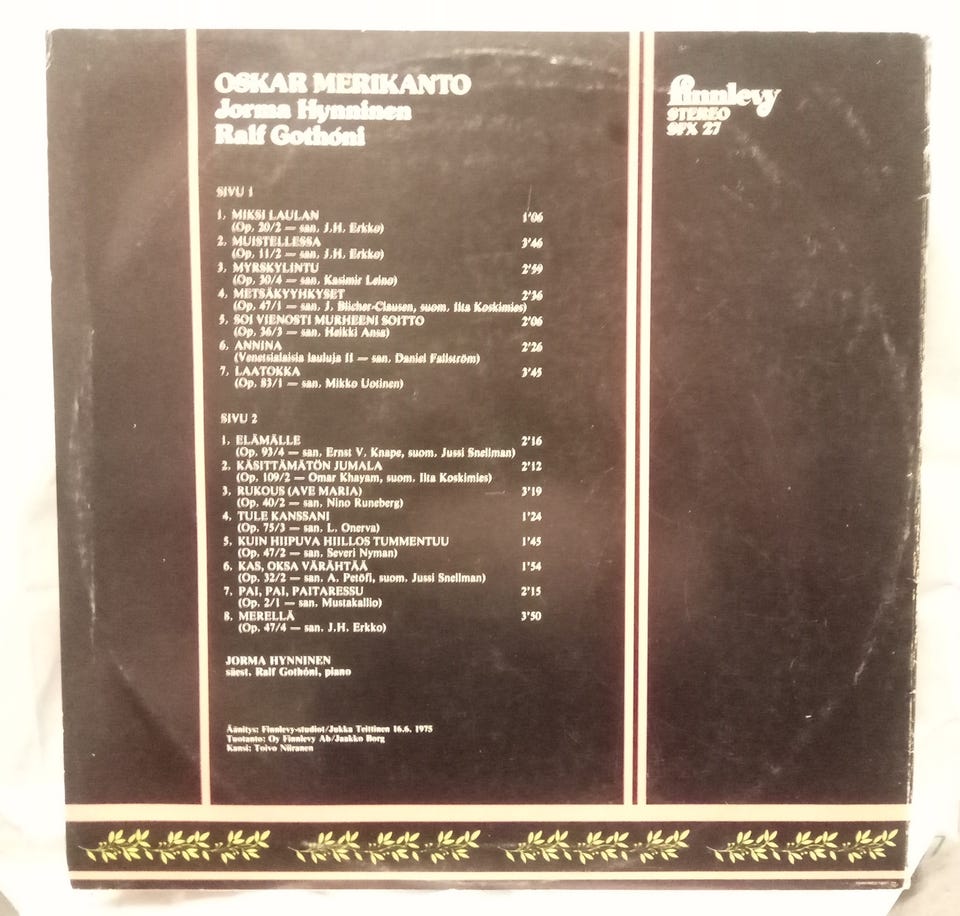 OSKAR MERIKANTO
Jorma Hynninen
Ralf Gothóni
finnlevy
STEREO
SFX 27
SIVU 1
1. MIKSI LAULAN 1'06
(Op. 20/2 — san. J.H. Erkko)
2. MUISTELLESSA 3'46
(Op. 11/2 — san. J.H. Erkko)
3. MYRSKYLINTU 2'59
(Op. 30/4 — san. Kasimir Leino)
4. METSÄKYYHKYSET 2'36
(Op. 47/1 — san. J. Blicher-Clausen, suom. Ilta Koskimies)
5. SOI VIENOSTI MURHEENI SOITTO 2'06
(Op. 36/3 — san. Heikki Ansa)
6. ANNINA 2'26
(Venetsialaisia lauluja II — san. Daniel Fallström)
7. LAATOKKA 3'45
(Op. 83/1 — san. Mikko Uotinen)
SIVU 2
1. ELÄMÄLLE 2'16
(Op. 93/4 — san. Ernst V. Knape, suom. Jussi Snellman)
2. KÄSITTÄMÄTÖN JUMALA 2'12
(Op. 109/2 — Omar Khayam, suom. Ilta Koskimies)
3. RUKOUS (AVE MARIA) 3'19
(Op. 40/2 — san. Nino Runeberg)
4. TULE KANSSANI 1'24
(Op. 75/3 — san. L. Onerva)
5. KUIN HIIPUVA HIILLOS TUMMENTUU 1'45
(Op. 47/2 — san. Severi Nyman)
6. KAS, OKSA VÄRÄHTÄÄ 1'54
(Op. 32/2 — san. A. Petöfi, suom. Jussi Snellman)
7. PAI, PAI, PAITARESSU 2'15
(Op. 2/1 — san. Mustakallio)
8. MERELLÄ 3'50
(Op. 47/4 — san. J.H. Erkko)
JORMA HYNNINEN
säest. Ralf Gothóni, piano
Äänitys: Finnlevy-studiot/Jukka Teittinen 16.6. 1975
Tuotanto: Oy Finnlevy Ab/Jaakko Borg
Kansi: Toivo Niiranen